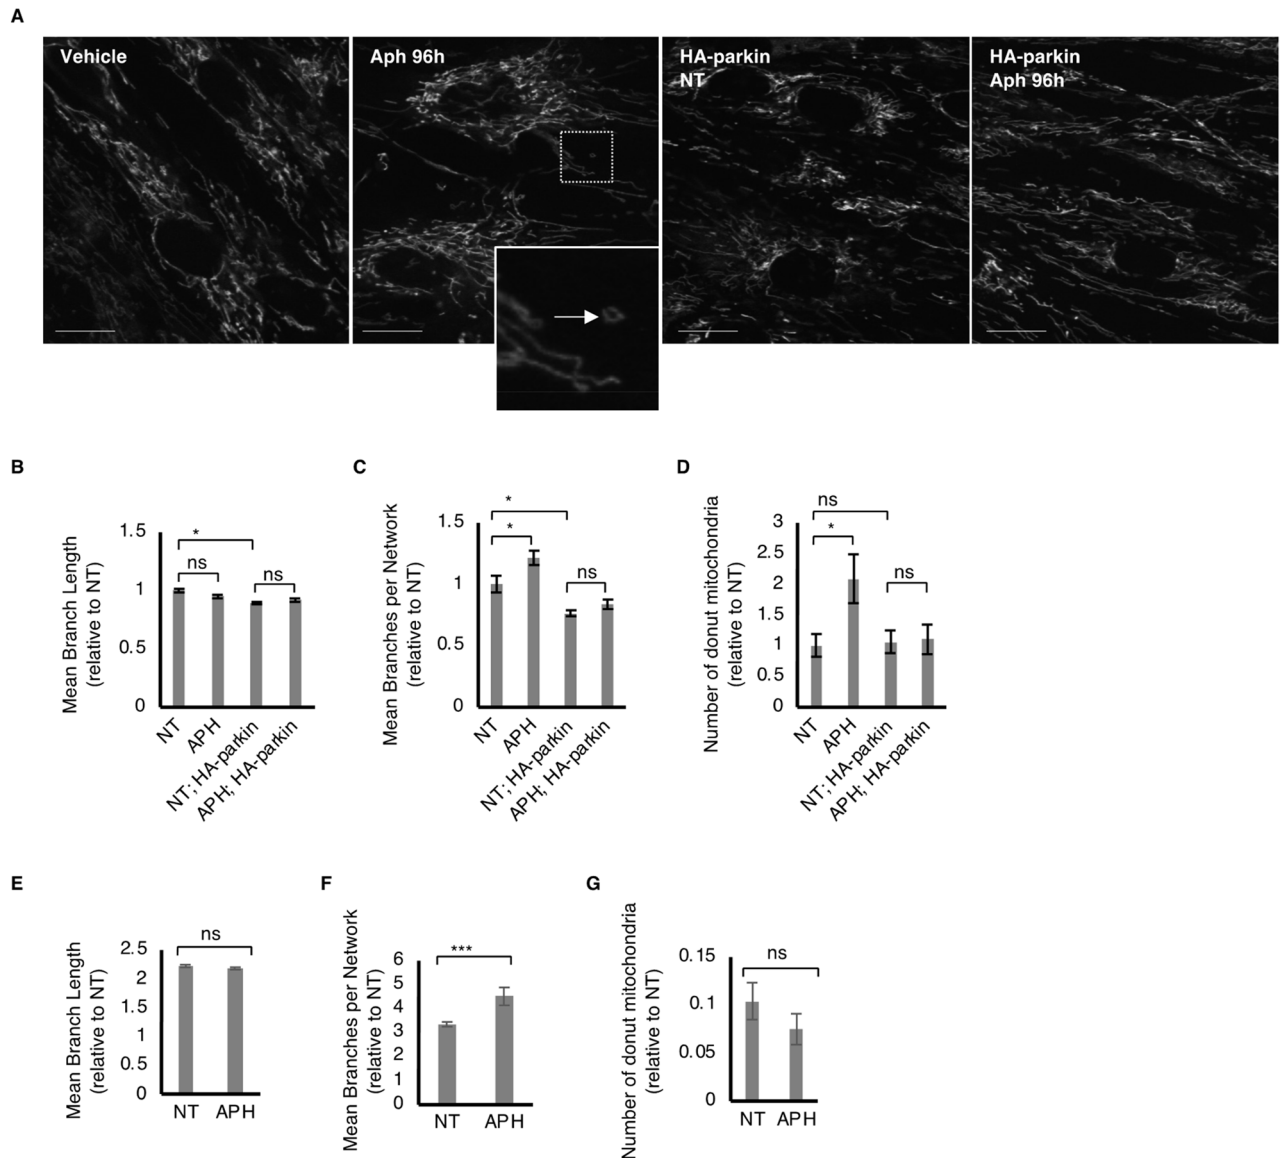 A
Vehicle
Aph 96h
HA-parkin
NT
HA-parkin
Aph 96h
B
Mean Branch Length
(relative to NT)
1.5
1
0.5
0
*
ns
ns
NT
APH
NT; HA-parkin
APH; HA-parkin
C
Mean Branches per Network
(relative to NT)
1.5
1
0.5
0
*
*
ns
NT
APH
NT; HA-parkin
APH; HA-parkin
D
Number of donut mitochondria
(relative to NT)
3
2.5
2
1.5
1
0.5
0
ns
*
ns
NT
APH
NT; HA-parkin
APH; HA-parkin
E
Mean Branch Length
(relative to NT)
2.5
2
1.5
1
0.5
0
ns
NT APH
F
Mean Branches per Network
(relative to NT)
6
5
4
3
2
1
0
***
NT APH
G
Number of donut mitochondria
(relative to NT)
0.15
0.1
0.05
0
ns
NT APH